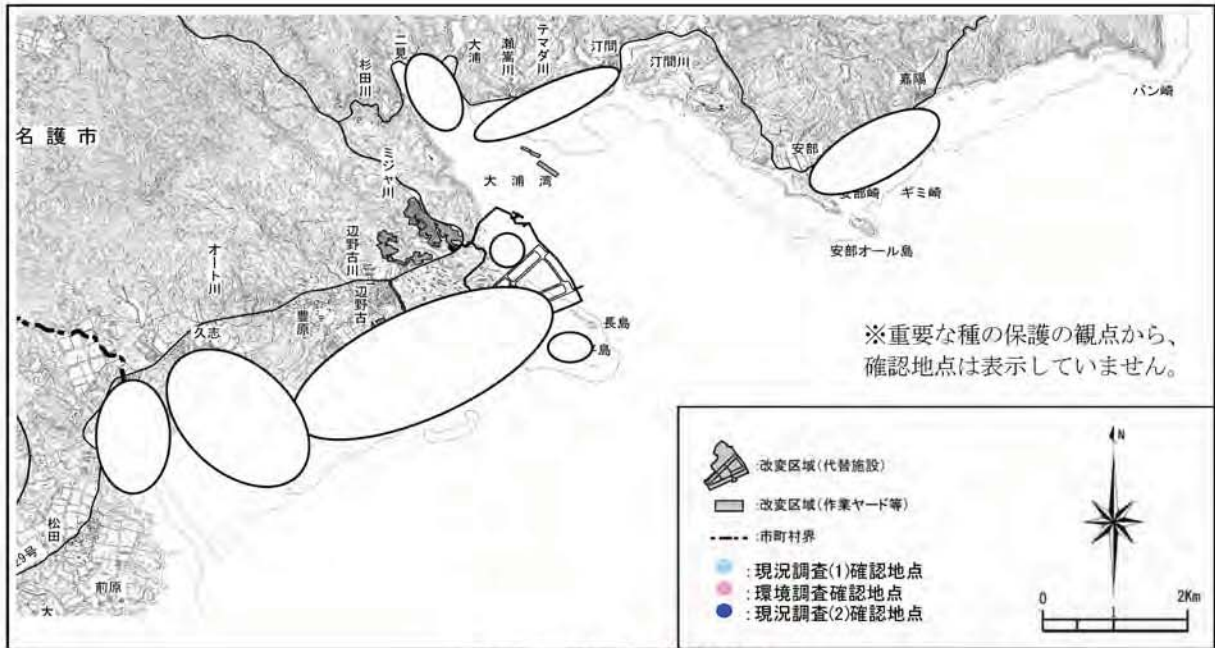 名護市
杉田川
二見
大浦
瀬嵩川
テマダ川
汀間
汀間川
嘉陽
バン崎
安部
安部崎
ギミ崎
安部オール島
大浦湾
ミジャ川
辺野古川
辺野古
オート川
豊原
久志
長島
島
松田
前原
29号
大
※重要な種の保護の観点から、
確認地点は表示していません。
:改変区域(代替施設)
:改変区域(作業ヤード等)
:市町村界
:現況調査(1)確認地点
:環境調査確認地点
:現況調査(2)確認地点
N
0 2Km